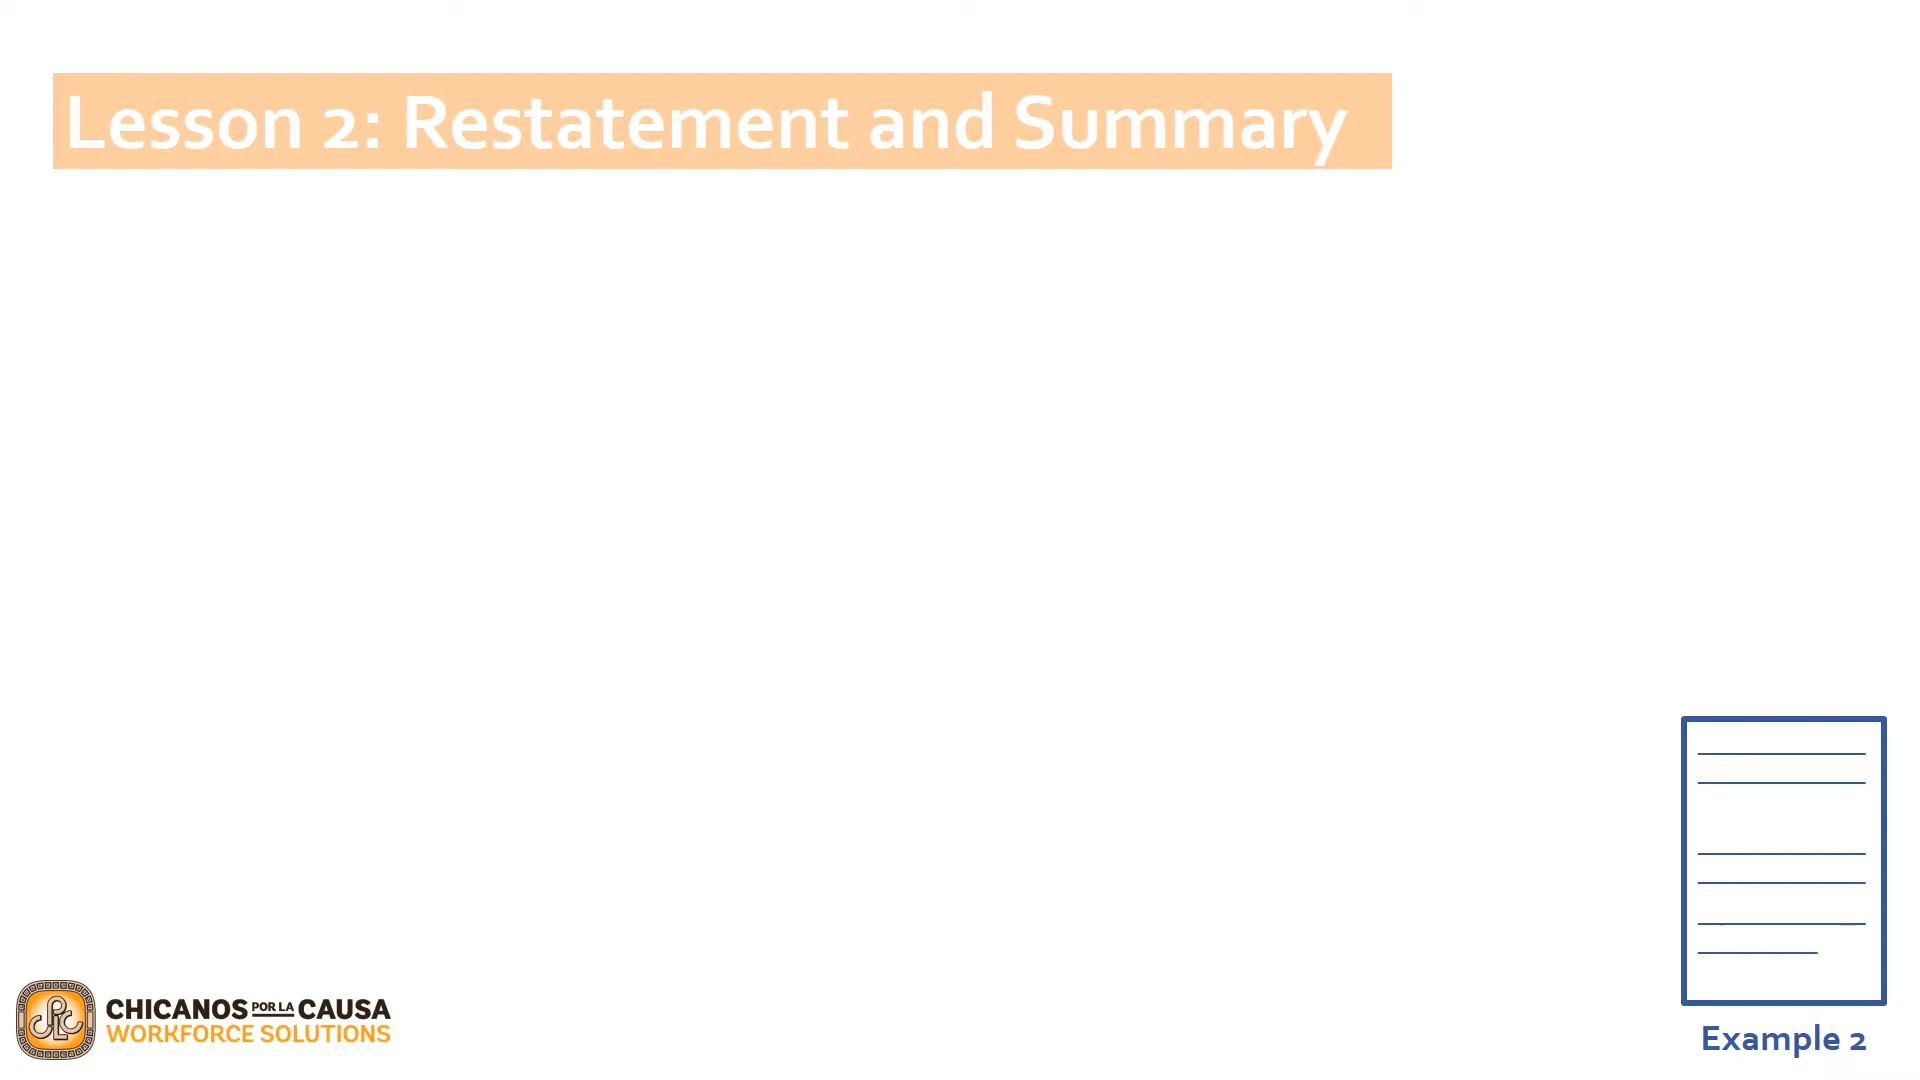 Lesson 2: Restatement and Summary
CHICANOS POR LA CAUSA
WORKFORCE SOLUTIONS
Example 2